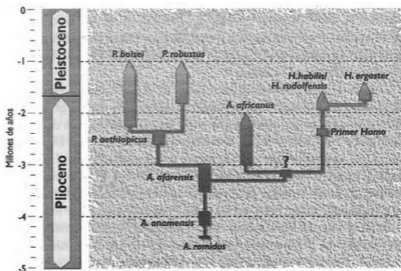 Millones de años
0
-1
-2
-3
-4
-5
Pleistoceno
Plioceno
P. boisei
P. robustus
H. habilis/
H. rudolfensis
H. ergaster
A. africanus
P. aethiopicus
Primer Homo
?
A. afarensis
A. anamensis
A. ramidus